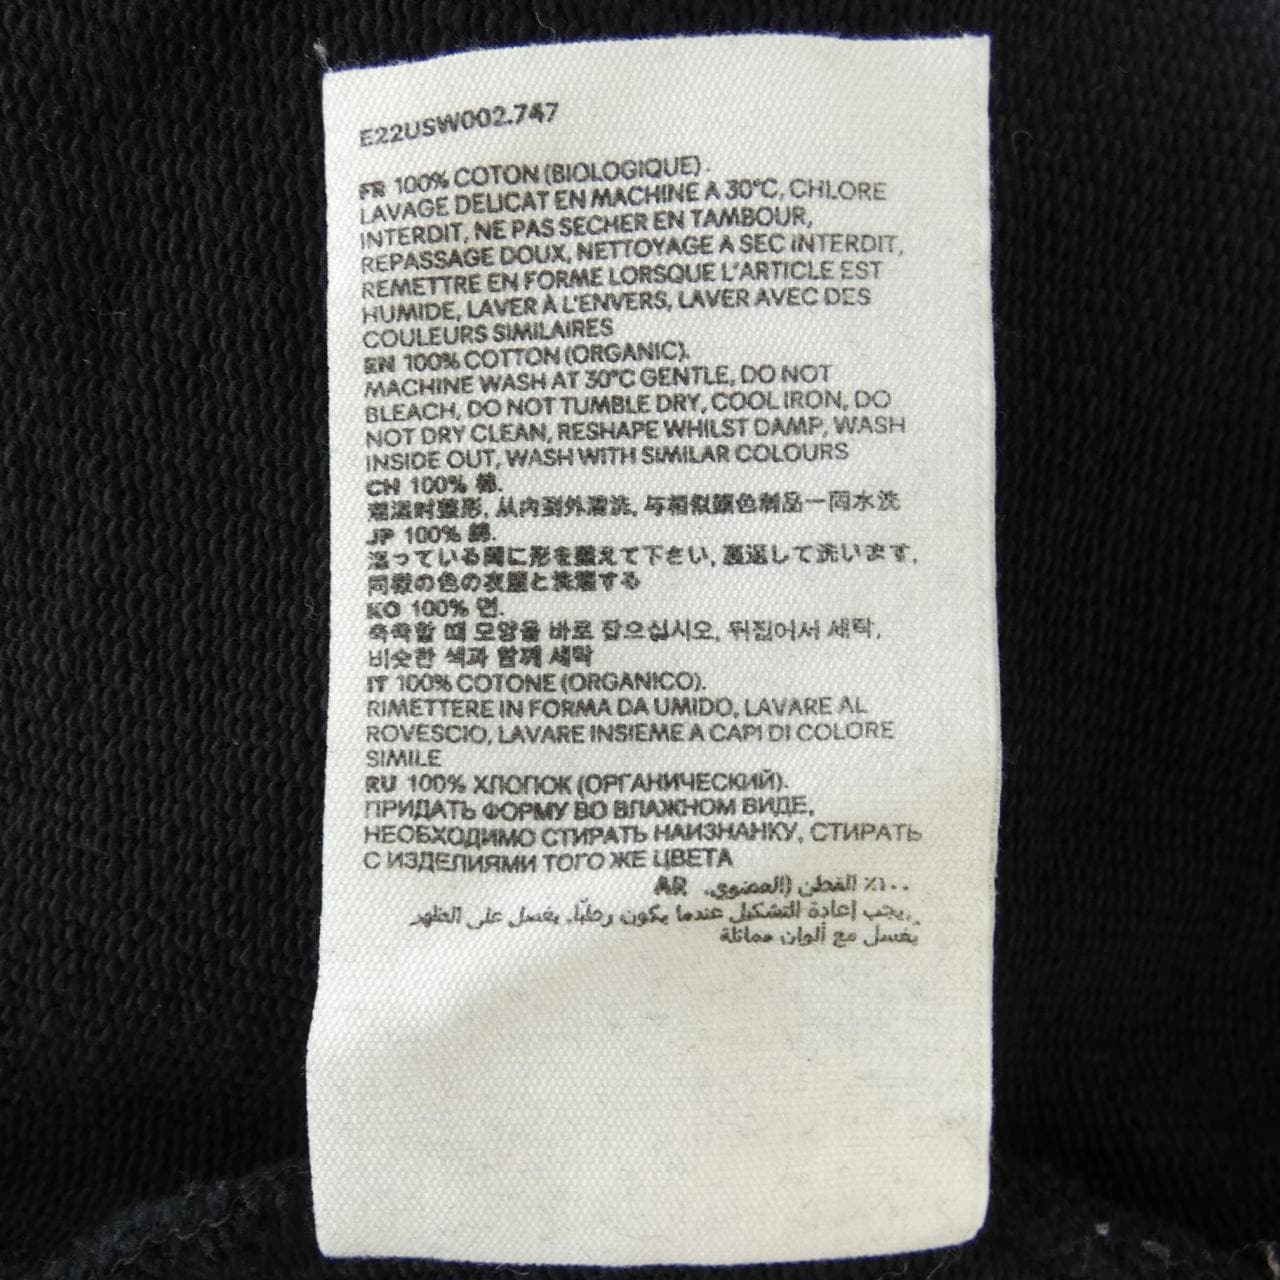 E22USW002.747
FR 100% COTON (BIOLOGIQUE).
LAVAGE DELICAT EN MACHINE A 30°C, CHLORE
INTERDIT, NE PAS SECHER EN TAMBOUR,
REPASSAGE DOUX, NETTOYAGE A SEC INTERDIT,
REMETTRE EN FORME LORSQUE L'ARTICLE EST
HUMIDE, LAVER À L'ENVERS, LAVER AVEC DES
COULEURS SIMILAIRES
EN 100% COTTON (ORGANIC).
MACHINE WASH AT 30°C GENTLE, DO NOT
BLEACH, DO NOT TUMBLE DRY, COOL IRON, DO
NOT DRY CLEAN, RESHAPE WHILST DAMP, WASH
INSIDE OUT, WASH WITH SIMILAR COLOURS
CH 100% 棉.
潮湿时整形, 从内到外清洗, 与相似颜色制品一同水洗
JP 100% 綿.
湿っている間に形を整えて下さい, 裏返して洗います,
同様の色の衣服と洗濯する
KO 100% 면.
축축할 때 모양을 바로 잡으십시오, 뒤집어서 세탁,
비슷한 색과 함께 세탁
IT 100% COTONE (ORGANICO).
RIMETTERE IN FORMA DA UMIDO, LAVARE AL
ROVESCIO, LAVARE INSIEME A CAPI DI COLORE
SIMILE
RU 100% ХЛОПОК (ОРГАНИЧЕСКИЙ).
ПРИДАТЬ ФОРМУ ВО ВЛАЖНОМ ВИДЕ,
НЕОБХОДИМО СТИРАТЬ НАИЗНАНКУ, СТИРАТЬ
С ИЗДЕЛИЯМИ ТОГО ЖЕ ЦВЕТА
١٠٠٪ القطن (العضوي). AR
يجب إعادة التشكيل عندما يكون رطبًا, يغسل على الظهر,
يغسل مع ألوان مماثلة